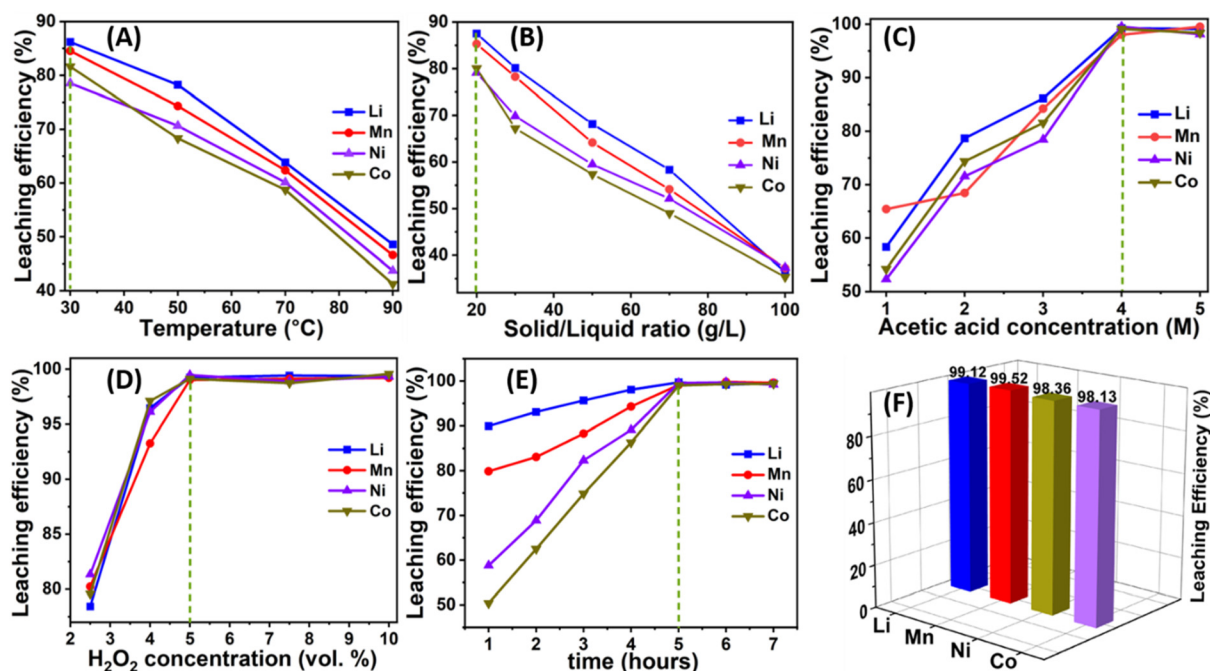 (A)
Leaching efficiency (%)
90
80
70
60
50
40
30 40 50 60 70 80 90
Temperature (°C)
Li
Mn
Ni
Co
(B)
Leaching efficiency (%)
90
80
70
60
50
40
20 40 60 80 100
Solid/Liquid ratio (g/L)
Li
Mn
Ni
Co
(C)
Leaching efficiency (%)
100
90
80
70
60
50
1 2 3 4 5
Acetic acid concentration (M)
Li
Mn
Ni
Co
(D)
Leaching efficiency (%)
100
95
90
85
80
2 3 4 5 6 7 8 9 10
H₂O₂ concentration (vol. %)
Li
Mn
Ni
Co
(E)
Leaching efficiency (%)
100
90
80
70
60
50
1 2 3 4 5 6 7
time (hours)
Li
Mn
Ni
Co
(F)
99.12
99.52
98.36
98.13
80
60
40
20
0
Li
Mn
Ni
Co
Leaching Efficiency (%)